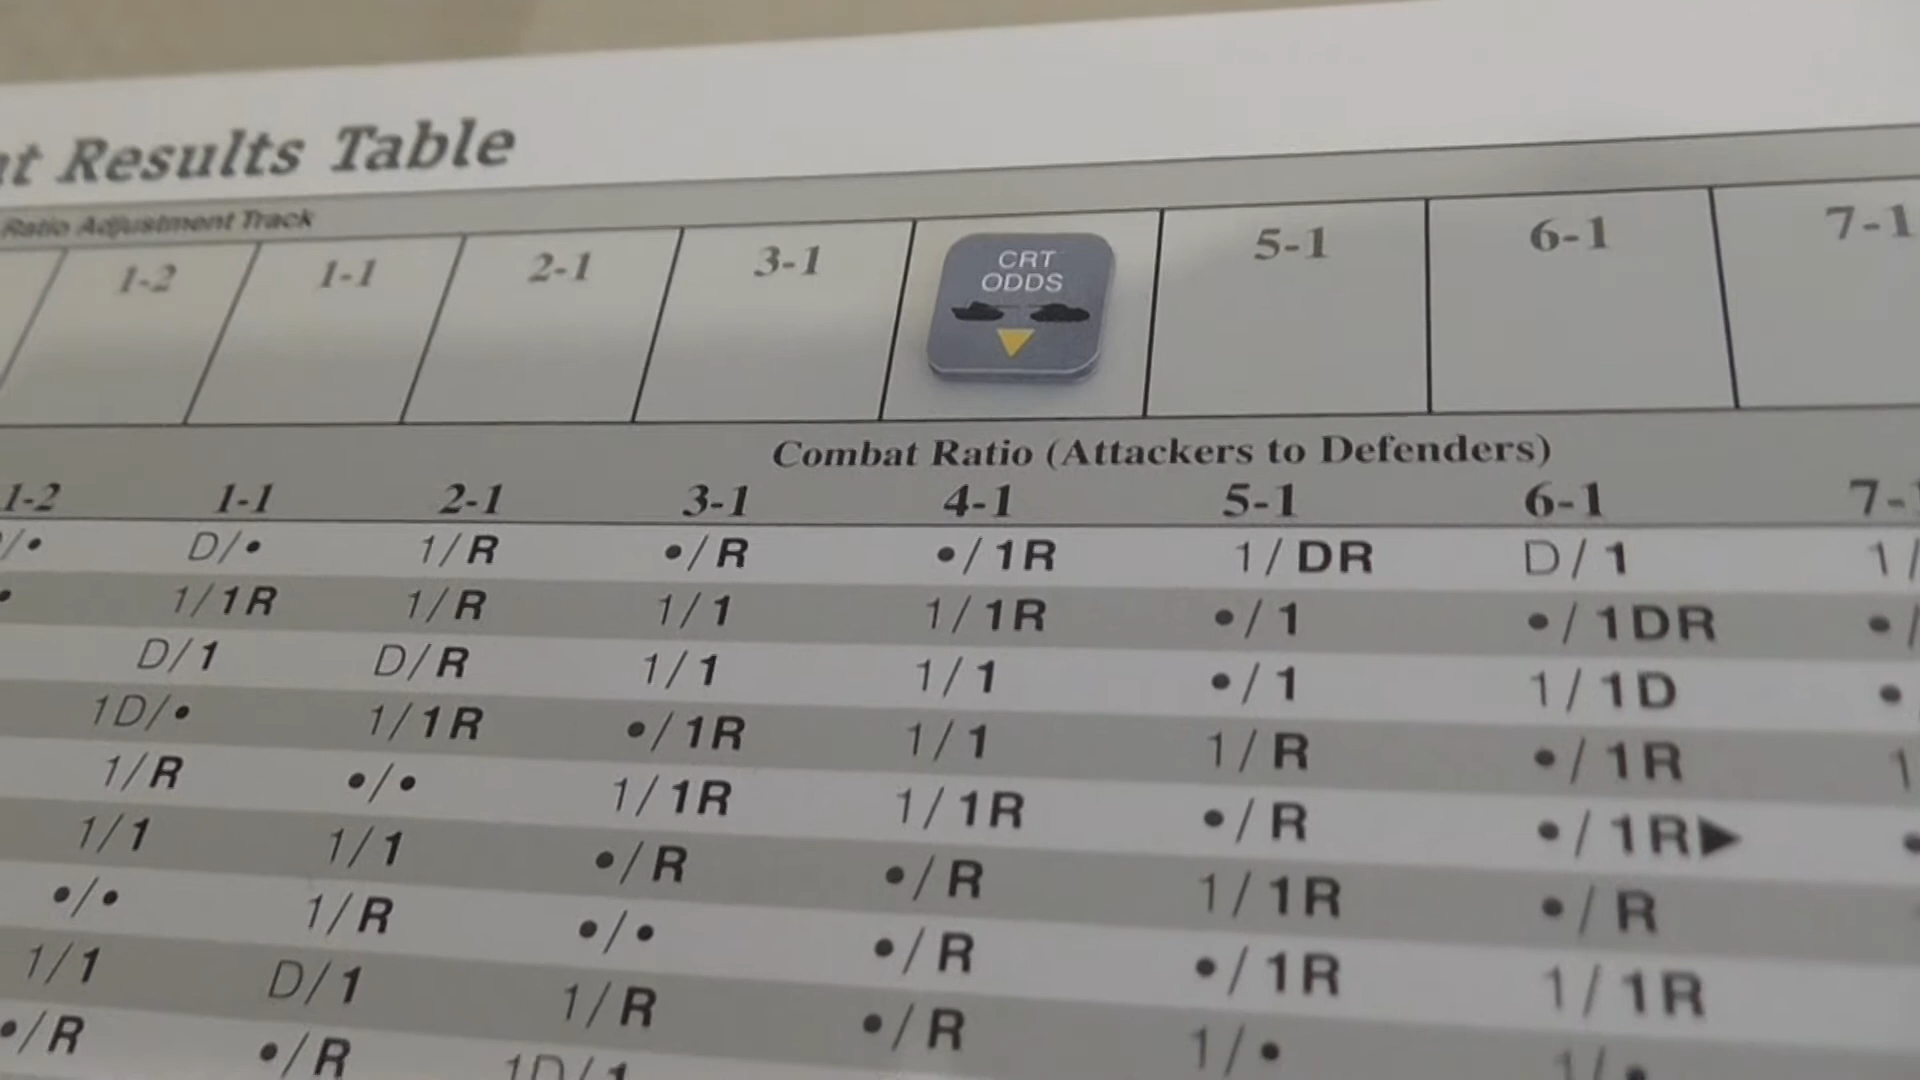 Results Table
Ratio Adjustment Track
1-2 1-1 2-1 3-1 5-1 6-1 7-1
CRT
ODDS
Combat Ratio (Attackers to Defenders)
1-2 1-1 2-1 3-1 4-1 5-1 6-1
D/• 1/R •/R •/1R 1/DR D/1
1/1R 1/R 1/1 1/1R •/1 •/1DR
D/1 D/R 1/1 1/1 •/1 1/1D
1D/• 1/1R •/1R 1/1 1/R •/1R
1/R •/• 1/1R 1/1R •/R •/1R▶
1/1 1/1 •/R •/R 1/1R •/R
•/• 1/R •/• •/R •/1R 1/1R
1/1 D/1 1/R •/R 1/•
•/R •/R